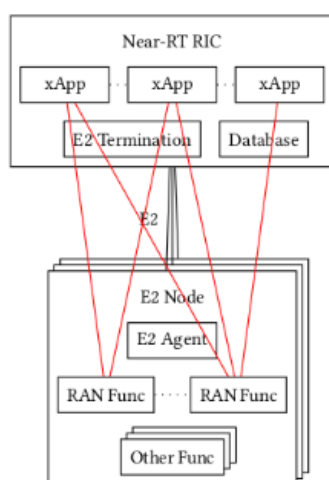 Near-RT RIC
xApp xApp xApp
E2 Termination Database
E2
E2 Node
E2 Agent
RAN Func RAN Func
Other Func